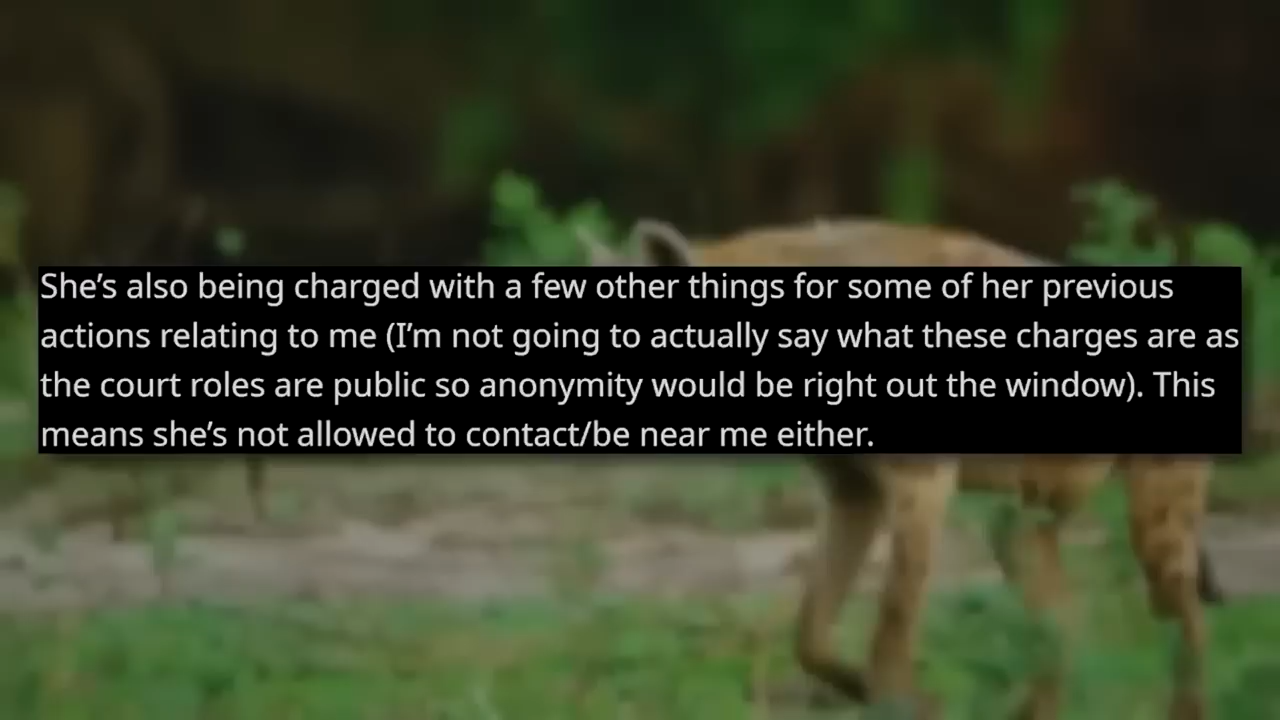 She’s also being charged with a few other things for some of her previous
actions relating to me (I’m not going to actually say what these charges are as
the court roles are public so anonymity would be right out the window). This
means she’s not allowed to contact/be near me either.